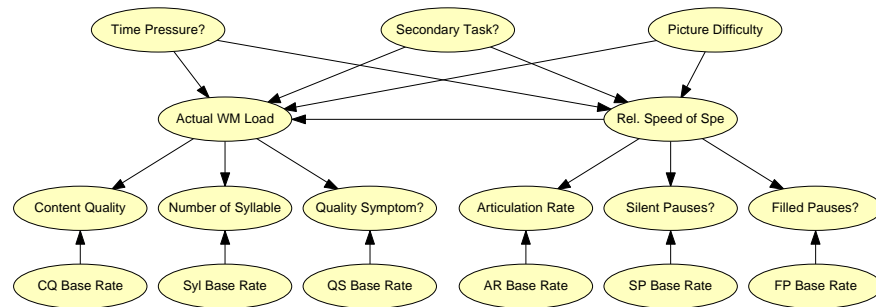 Time Pressure?
Secondary Task?
Picture Difficulty
Actual WM Load
Rel. Speed of Spe
Content Quality
Number of Syllable
Quality Symptom?
Articulation Rate
Silent Pauses?
Filled Pauses?
CQ Base Rate
Syl Base Rate
QS Base Rate
AR Base Rate
SP Base Rate
FP Base Rate